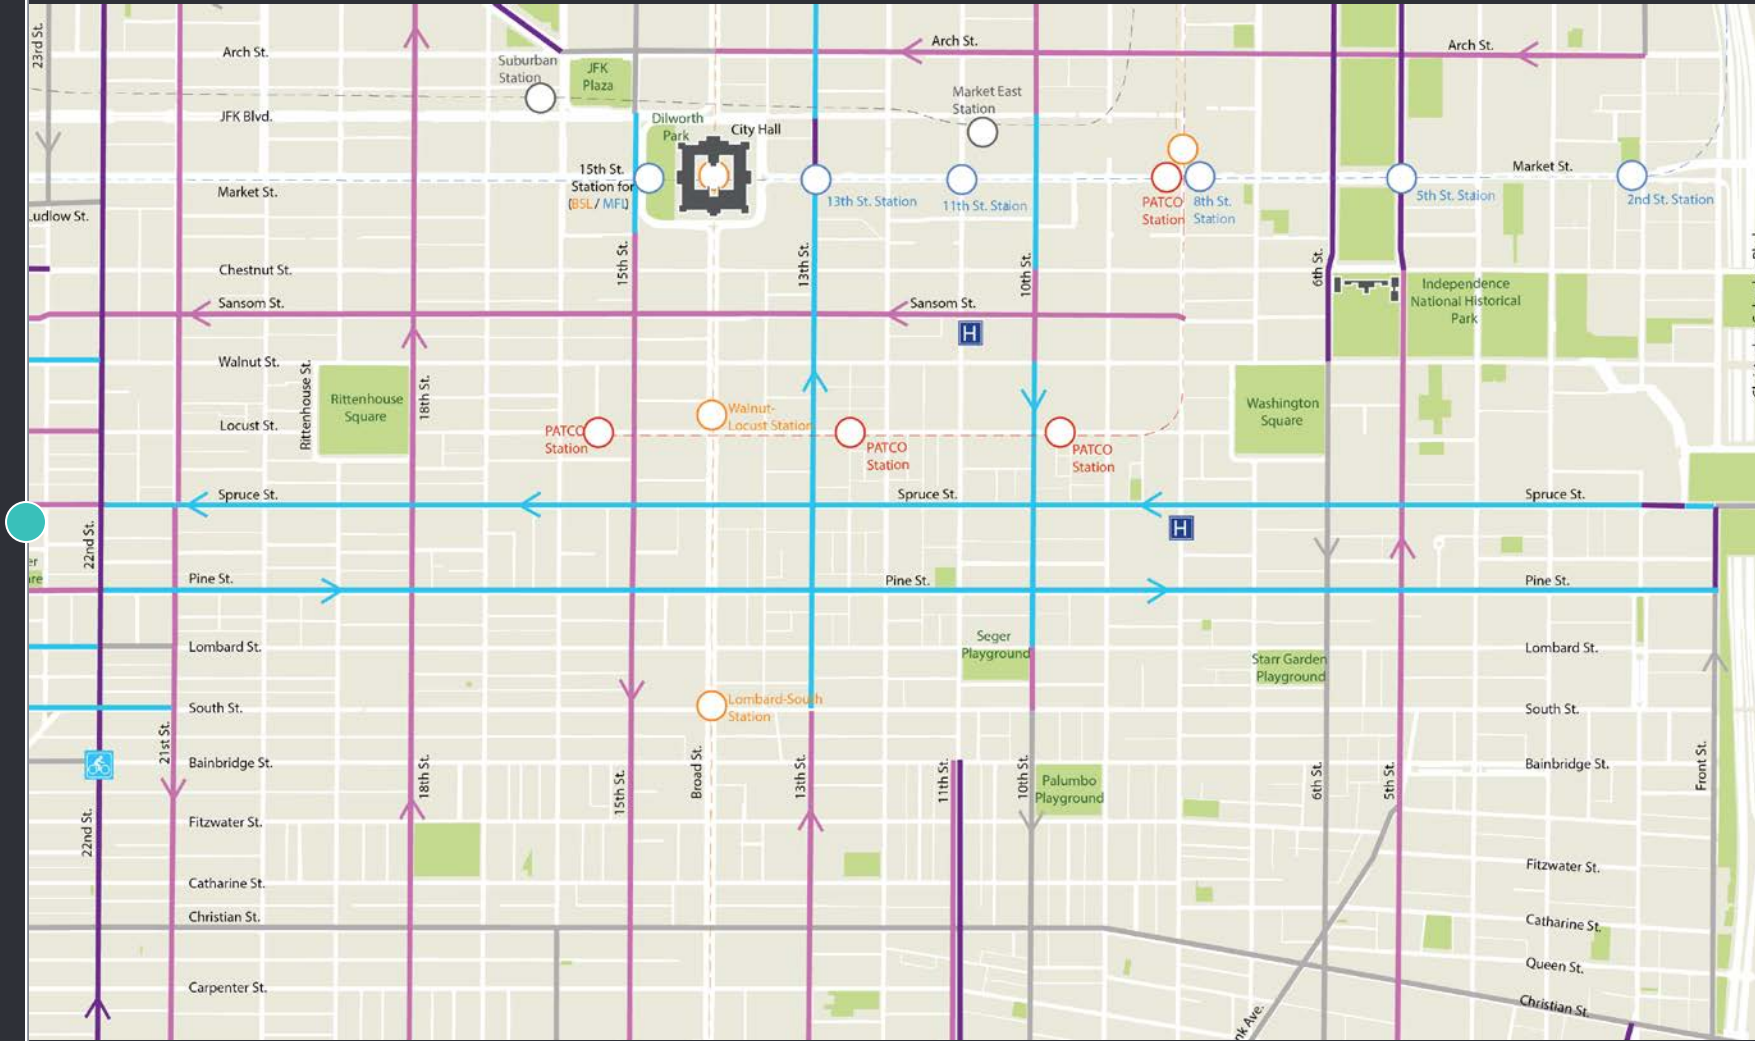 23rd St.
Arch St.
Suburban
Station
JFK
Plaza
Arch St.
Arch St.
JFK Blvd.
Dilworth
Park
City Hall
Market East
Station
Market St.
15th St.
Station for
(BSL / MFL)
13th St. Station
11th St. Staion
PATCO
Station
8th St.
Station
5th St. Staion
Market St.
2nd St. Station
Ludlow St.
Chestnut St.
15th St.
13th St.
10th St.
6th St.
Sansom St.
Sansom St.
H
Independence
National Historical
Park
Walnut St.
Rittenhouse St.
Rittenhouse
Square
18th St.
Locust St.
PATCO
Station
Walnut-
Locust Station
PATCO
Station
PATCO
Station
Washington
Square
Spruce St.
Spruce St.
Spruce St.
H
22nd St.
Pine St.
Pine St.
Pine St.
Lombard St.
Seger
Playground
Starr Garden
Playground
Lombard St.
South St.
Lombard-South
Station
South St.
21st St.
Bainbridge St.
18th St.
15th St.
Broad St.
13th St.
11th St.
10th St.
Palumbo
Playground
6th St.
5th St.
Bainbridge St.
Front St.
22nd St.
Fitzwater St.
Fitzwater St.
Catharine St.
Catharine St.
Christian St.
Queen St.
Carpenter St.
Christian St.
nk Ave.